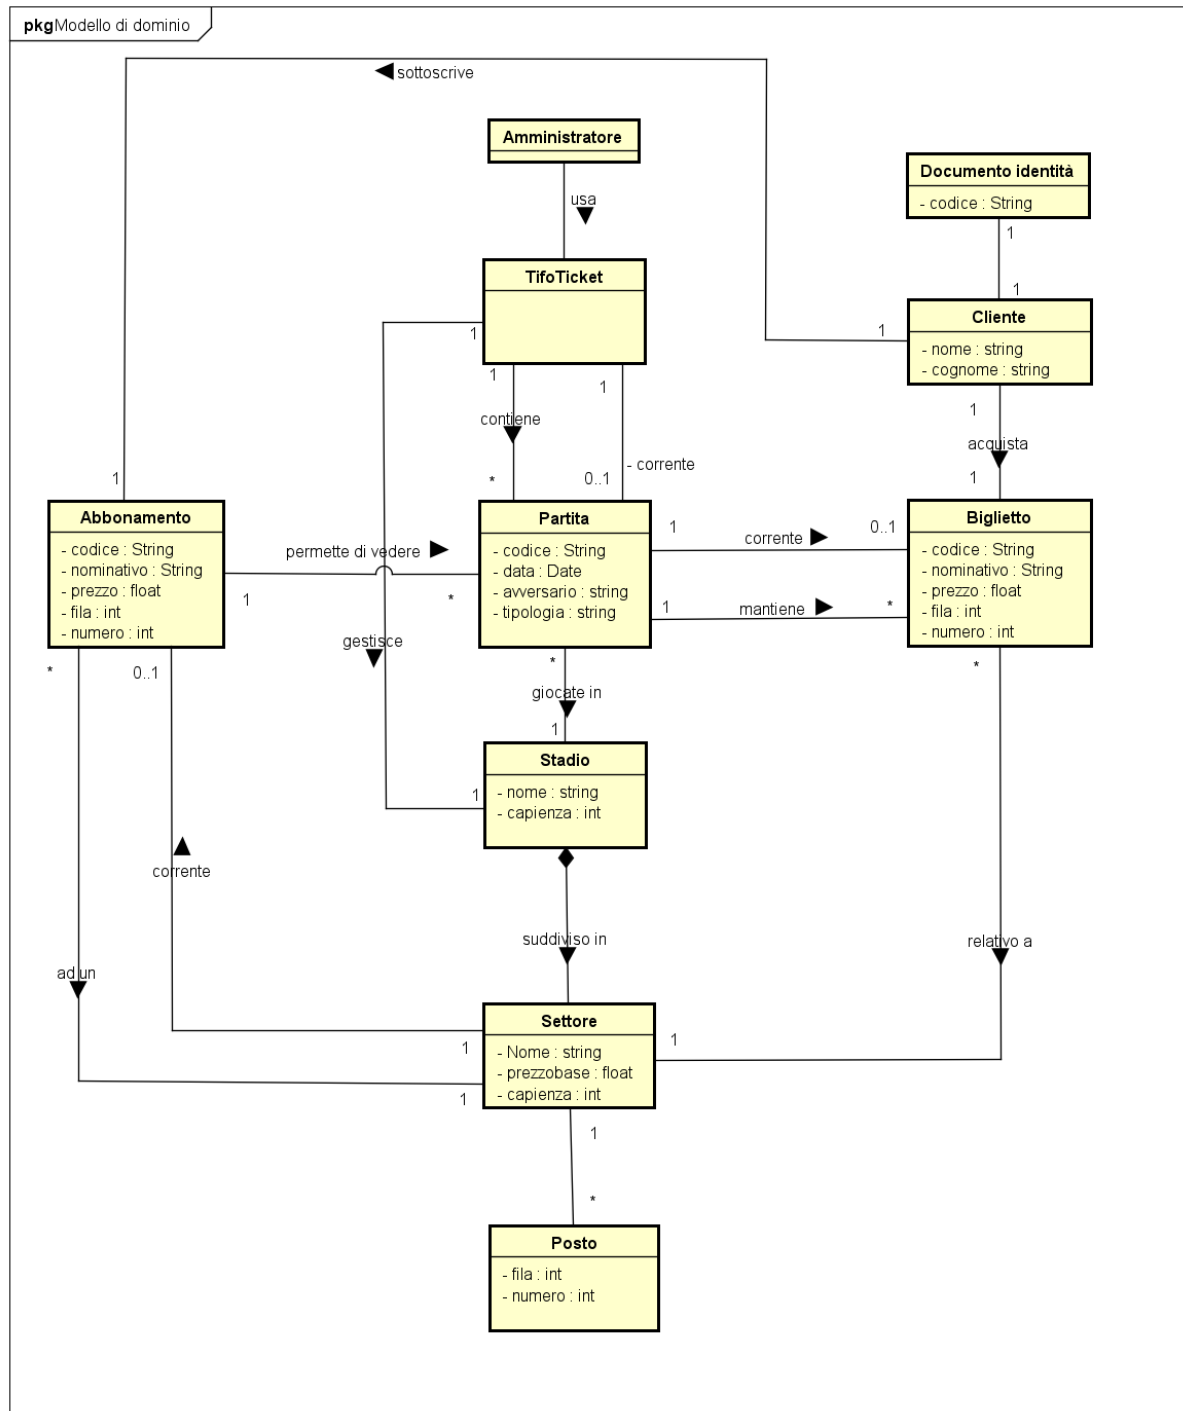 pkg Modello di dominio
sottoscrive
Amministratore
usa
Documento identità
- codice : String
1
1
TifoTicket
1
1
1
Cliente
- nome : string
- cognome : string
1
1
contiene
acquista
- corrente
1
*
0..1
1
Abbonamento
- codice : String
- nominativo : String
- prezzo : float
- fila : int
- numero : int
permette di vedere
1
*
Partita
- codice : String
- data : Date
- avversario : string
- tipologia : string
1
corrente
0..1
1
mantiene
*
Biglietto
- codice : String
- nominativo : String
- prezzo : float
- fila : int
- numero : int
gestisce
*
0..1
*
*
giocate in
1
1
Stadio
- nome : string
- capienza : int
corrente
suddiviso in
relativo a
ad un
Settore
- Nome : string
- prezzobase : float
- capienza : int
1
1
1
1
*
Posto
- fila : int
- numero : int